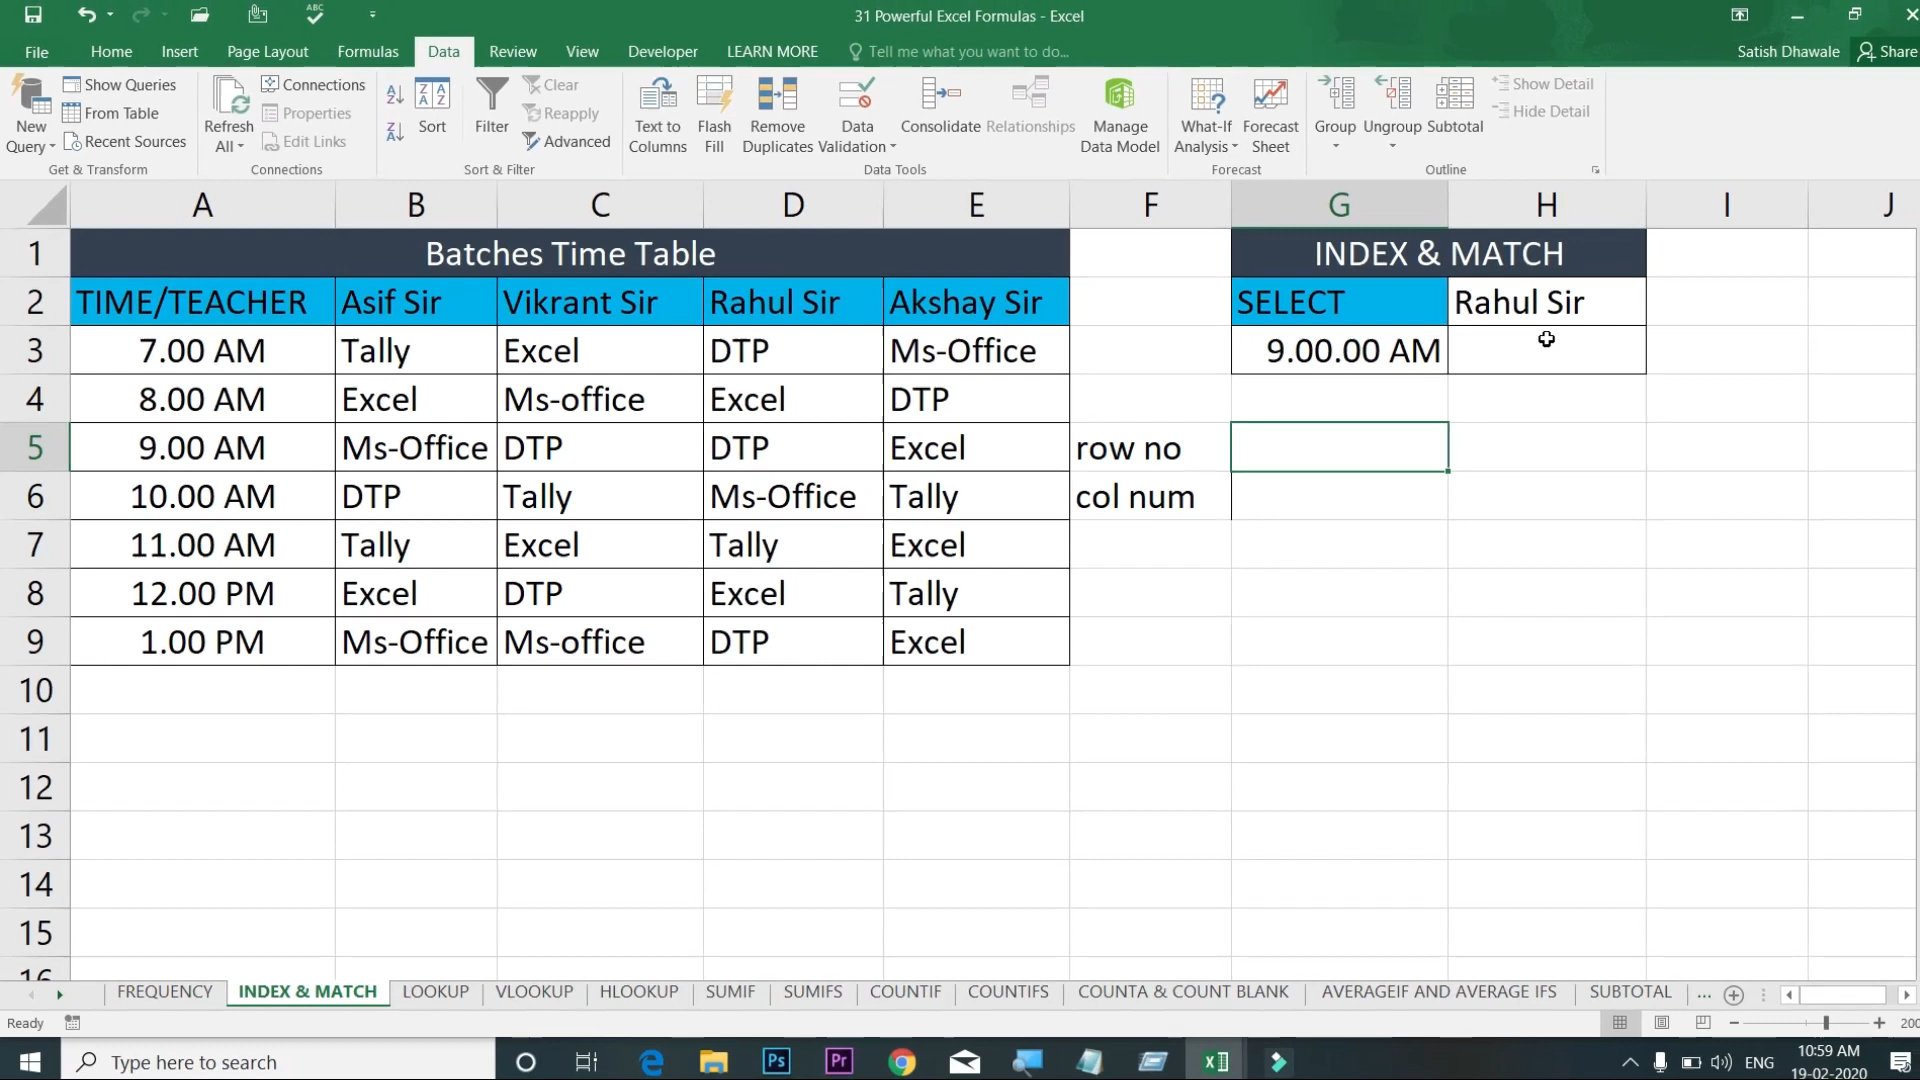 ABC
31 Powerful Excel Formulas - Excel
File Home Insert Page Layout Formulas Data Review View Developer LEARN MORE Tell me what you want to do... Satish Dhawale Share
New Query
Show Queries
From Table
Recent Sources
Get & Transform
Refresh All
Connections
Properties
Edit Links
Connections
Sort
Filter
Clear
Reapply
Advanced
Sort & Filter
Text to Columns
Flash Fill
Remove Duplicates
Data Validation
Consolidate
Relationships
Manage Data Model
Data Tools
What-If Analysis
Forecast Sheet
Forecast
Group
Ungroup
Subtotal
Show Detail
Hide Detail
Outline
A B C D E F G H I J
1 Batches Time Table INDEX & MATCH
2 TIME/TEACHER Asif Sir Vikrant Sir Rahul Sir Akshay Sir SELECT Rahul Sir
3 7.00 AM Tally Excel DTP Ms-Office 9.00.00 AM
4 8.00 AM Excel Ms-office Excel DTP
5 9.00 AM Ms-Office DTP DTP Excel row no
6 10.00 AM DTP Tally Ms-Office Tally col num
7 11.00 AM Tally Excel Tally Excel
8 12.00 PM Excel DTP Excel Tally
9 1.00 PM Ms-Office Ms-office DTP Excel
10
11
12
13
14
15
16
FREQUENCY INDEX & MATCH LOOKUP VLOOKUP HLOOKUP SUMIF SUMIFS COUNTIF COUNTIFS COUNTA & COUNT BLANK AVERAGEIF AND AVERAGE IFS SUBTOTAL ...
Ready 200
Type here to search
Ps Pr
ENG
10:59 AM
19-02-2020